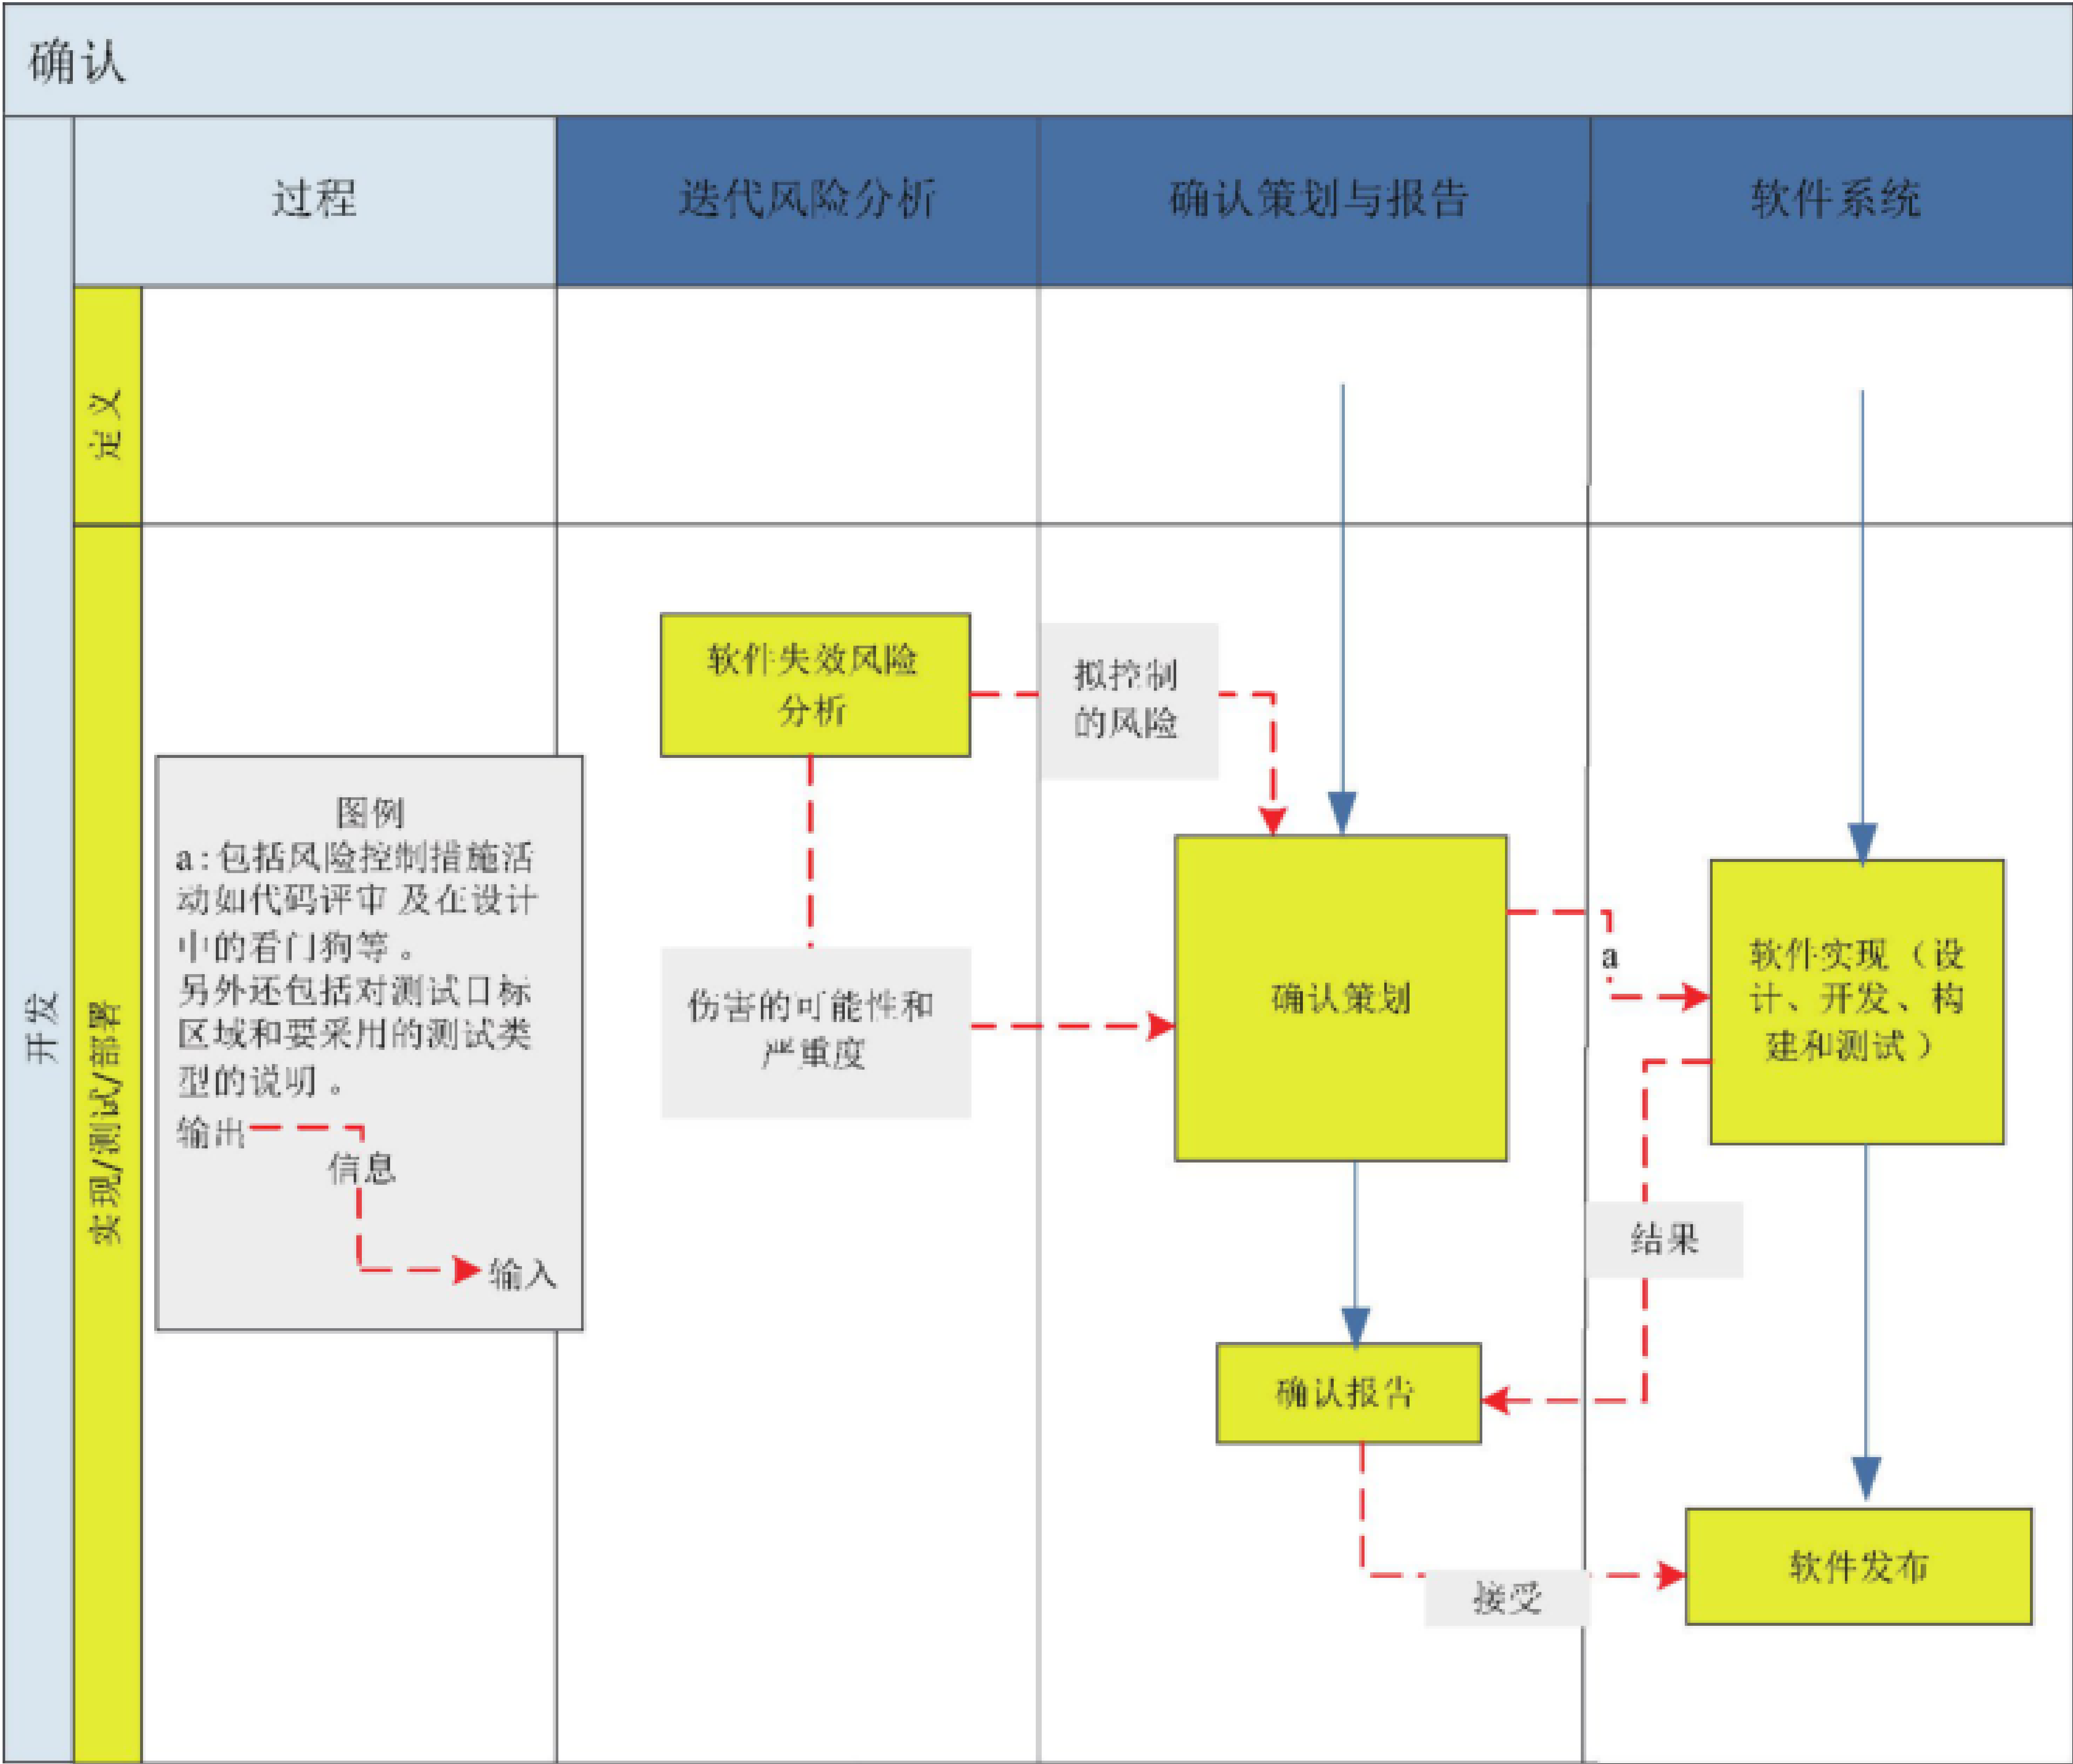 确认
过程
迭代风险分析
确认策划与报告
软件系统
开发
定义
实现/测试/部署
软件失效风险
分析
拟控制
的风险
图例
a:包括风险控制措施活
动如代码评审 及在设计
中的看门狗等。
另外还包括对测试目标
区域和要采用的测试类
型的说明。
输出
信息
输入
伤害的可能性和
严重度
确认策划
a
软件实现（设
计、开发、构
建和测试）
结果
确认报告
接受
软件发布